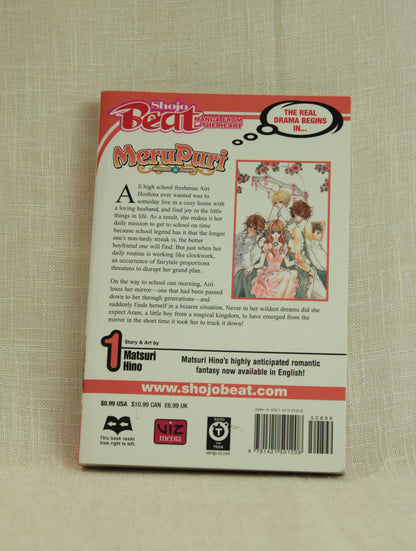 Shojo
Beat
MANGA FROM
THE HEART
THE REAL
DRAMA BEGINS
IN...
MeruPuri
All high school freshman Airi
Hoshina ever wanted was to
someday live in a cozy home with
a loving husband, and find joy in the little
things in life. As a result, she makes it her
daily mission to get to school on time
because school legend has it that the longer
one's non-tardy streak is, the better
boyfriend one will find. But just when her
daily routine is working like clockwork,
an occurrence of fairytale proportions
threatens to disrupt her grand plan.
On the way to school one morning, Airi
loses her mirror—one that had been passed
down to her through generations—and
suddenly finds herself in a bizarre situation. Never in her wildest dreams did she
expect Aram, a little boy from a magical kingdom, to have emerged from the
mirror in the short time it took her to track it down!
1
Story & Art by
Matsuri
Hino
Matsuri Hino's highly anticipated romantic
fantasy now available in English!
www.shojobeat.com
$8.99 USA $10.99 CAN £6.99 UK
This book reads
from right to left.
VIZ
MEDIA
RATED
T
TEEN
ratings.viz.com
50899
9 781421 501208